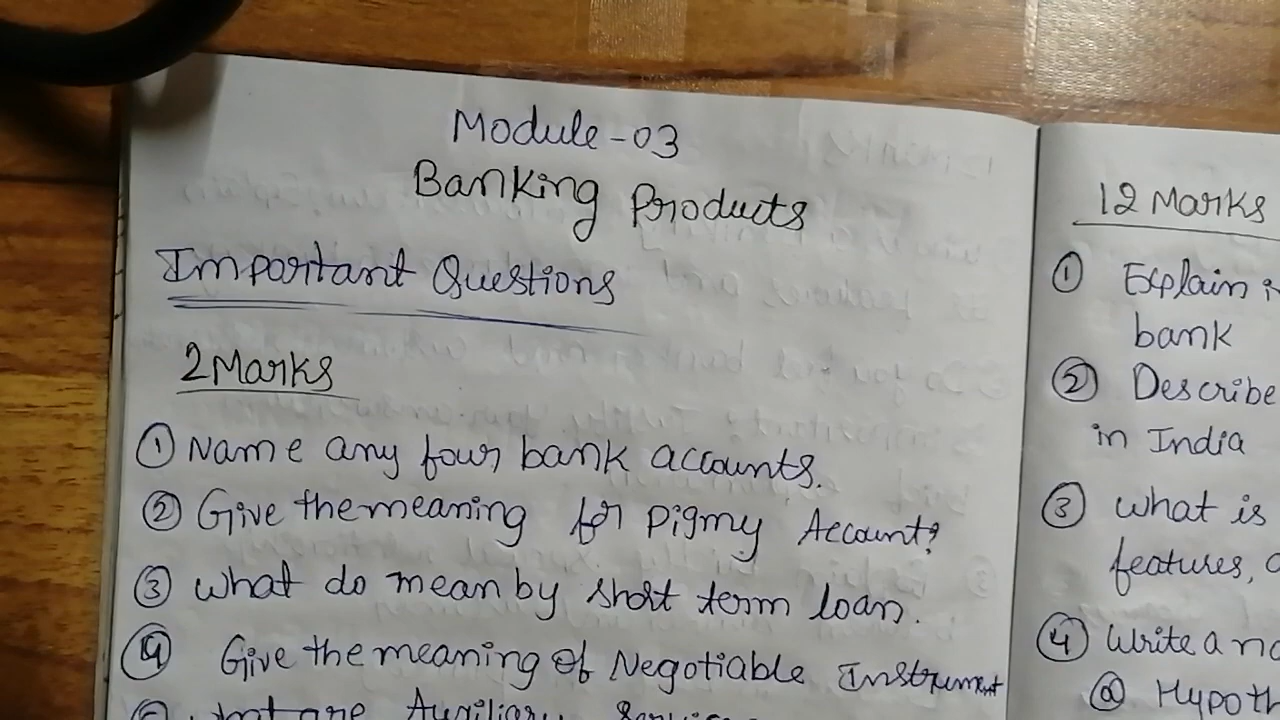 Module-03
Banking Products
Important Questions
2 Marks
① Name any four bank accounts.
② Give the meaning for Pigmy Account?
③ What do mean by short term loan.
④ Give the meaning of Negotiable Instrument
are Auxiliary
12 Marks
① Explain
bank
② Describe
in India
③ What is
features,
④ Write a
ⓐ